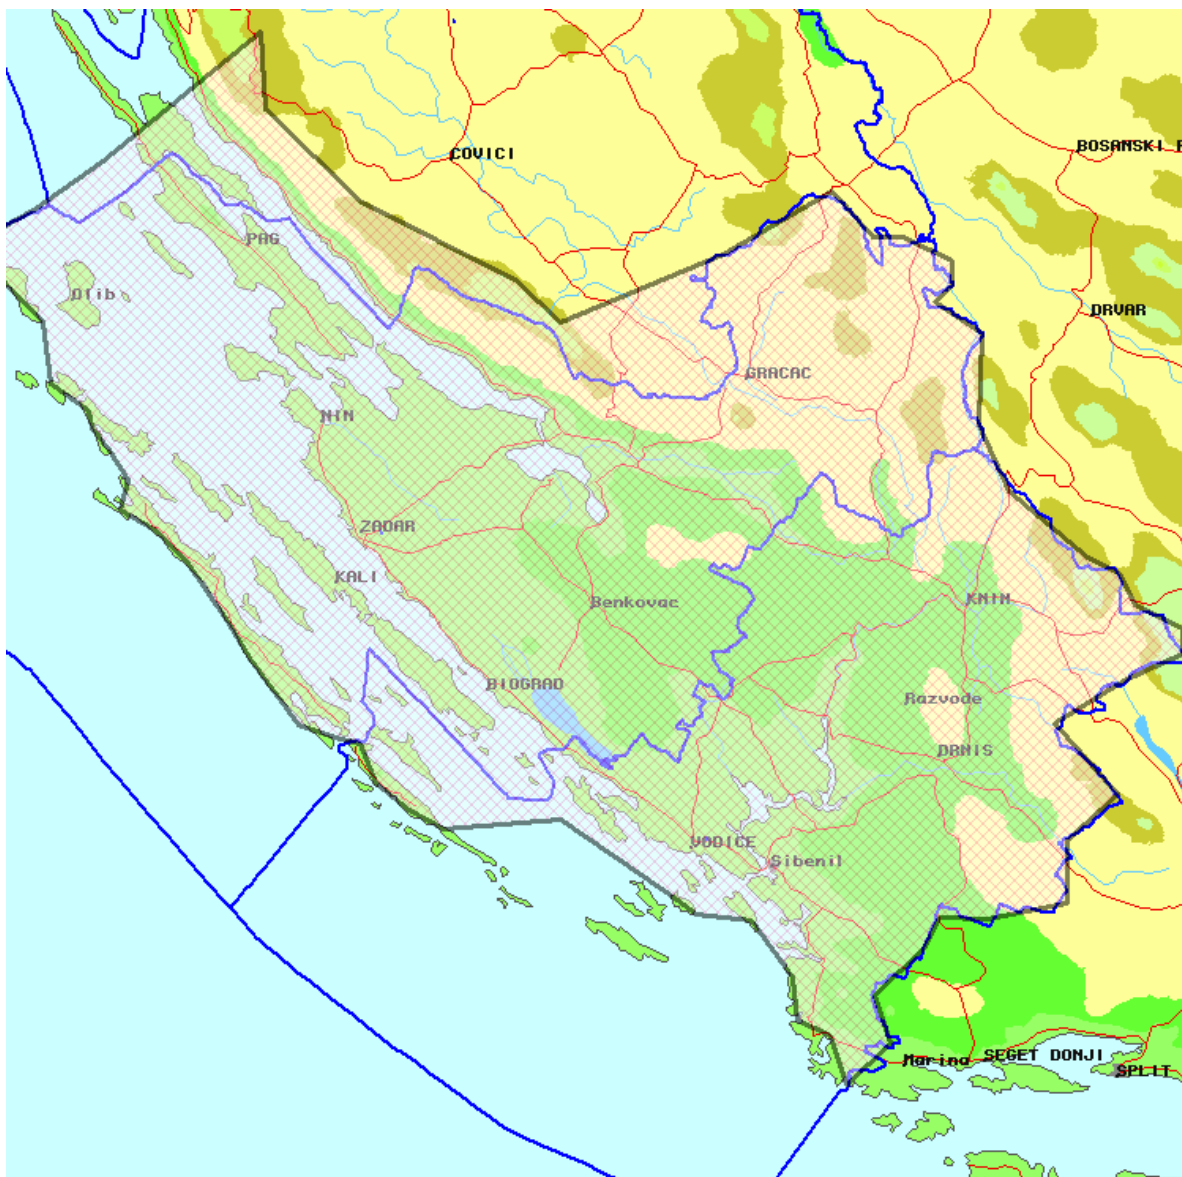 COVICI
BOSANSKI P
PAG
Olib
DRVAR
GRACAC
NIN
ZADAR
KALI
Benkovac
KNIN
BIOGRAD
Razvode
DRNIS
VODICE
Sibenil
Marina
SEGET DONJI
SPLIT